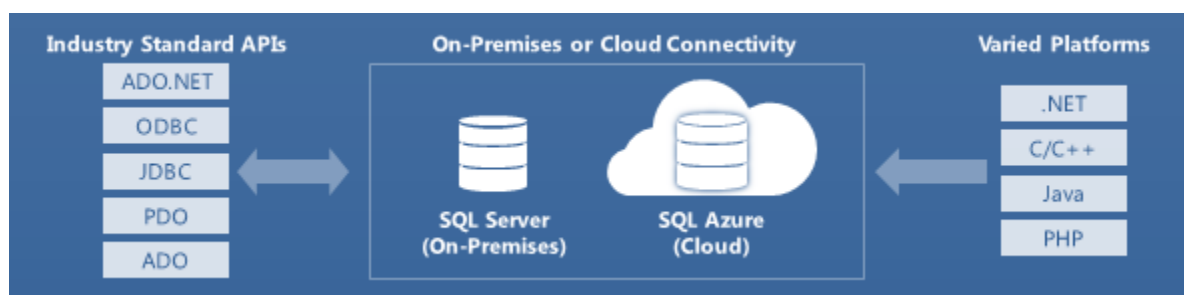 Industry Standard APIs
ADO.NET
ODBC
JDBC
PDO
ADO
On-Premises or Cloud Connectivity
SQL Server
(On-Premises)
SQL Azure
(Cloud)
Varied Platforms
.NET
C/C++
Java
PHP